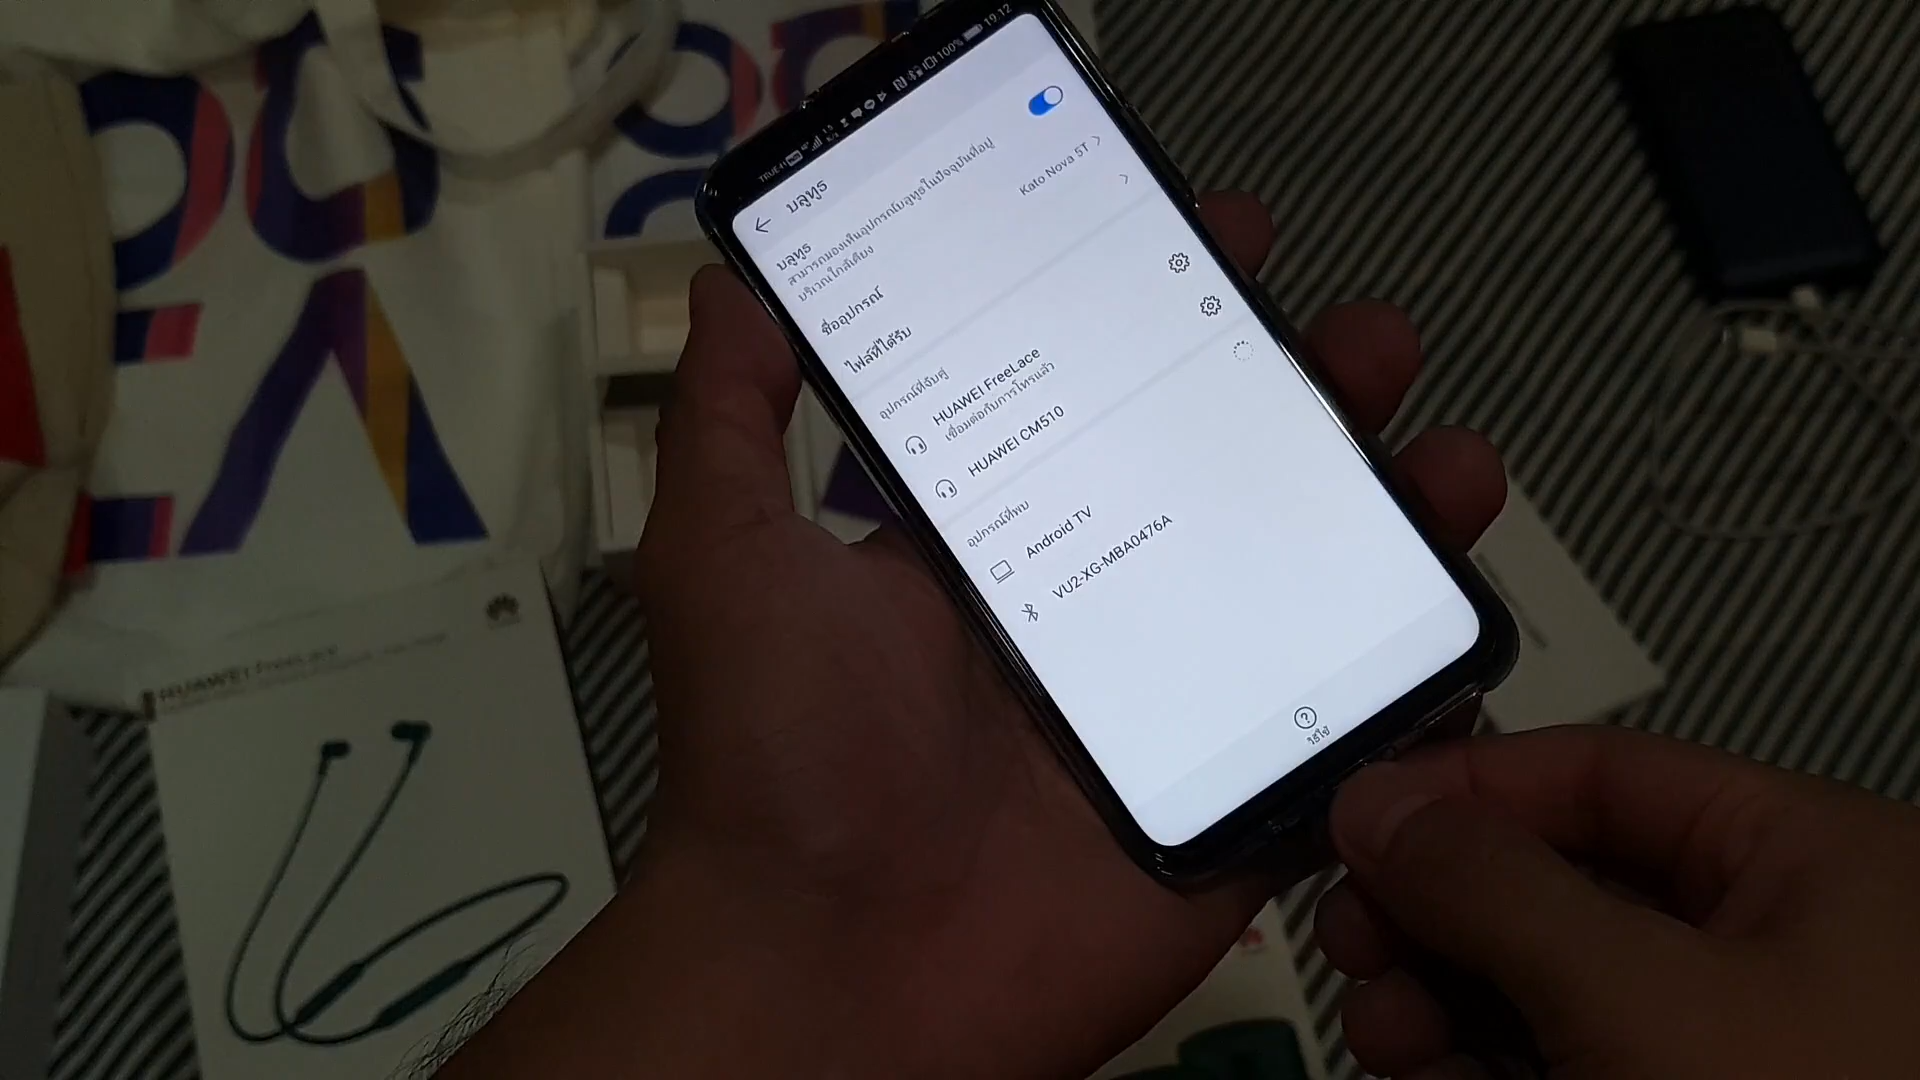 TRUE-H
100%
19.12
บลูทูธ
บลูทูธ
สามารถมองเห็นอุปกรณ์บลูทูธในปัจจุบันที่อยู่
บริเวณใกล้เคียง
ชื่ออุปกรณ์
Kato Nova 5T
ไฟล์ที่ได้รับ
อุปกรณ์ที่จับคู่
HUAWEI FreeLace
เชื่อมต่อกับการโทรแล้ว
HUAWEI CM510
อุปกรณ์ที่พบ
Android TV
VU2-XG-MBA0476A
วิธีใช้
HUAWEI FreeLace